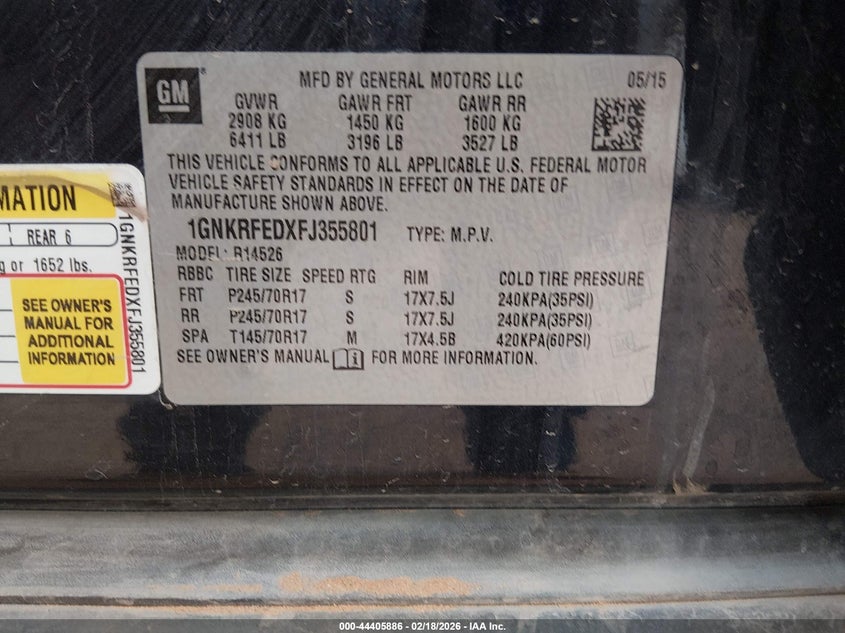 GM
MFD BY GENERAL MOTORS LLC 05/15
GVWR GAWR FRT GAWR RR
2908 KG 1450 KG 1600 KG
6411 LB 3196 LB 3527 LB
THIS VEHICLE CONFORMS TO ALL APPLICABLE U.S. FEDERAL MOTOR
VEHICLE SAFETY STANDARDS IN EFFECT ON THE DATE OF
MANUFACTURE SHOWN ABOVE.
1GNKRFEDXFJ355801 TYPE: M.P.V.
MODEL: R14526
RBBC TIRE SIZE SPEED RTG RIM COLD TIRE PRESSURE
FRT P245/70R17 S 17X7.5J 240KPA(35PSI)
RR P245/70R17 S 17X7.5J 240KPA(35PSI)
SPA T145/70R17 M 17X4.5B 420KPA(60PSI)
SEE OWNER'S MANUAL FOR MORE INFORMATION.
MATION
REAR 6
g or 1652 lbs.
SEE OWNER'S
MANUAL FOR
ADDITIONAL
INFORMATION
1GNKRFEDXFJ355801
000-44405886 - 02/18/2026 - IAA Inc.